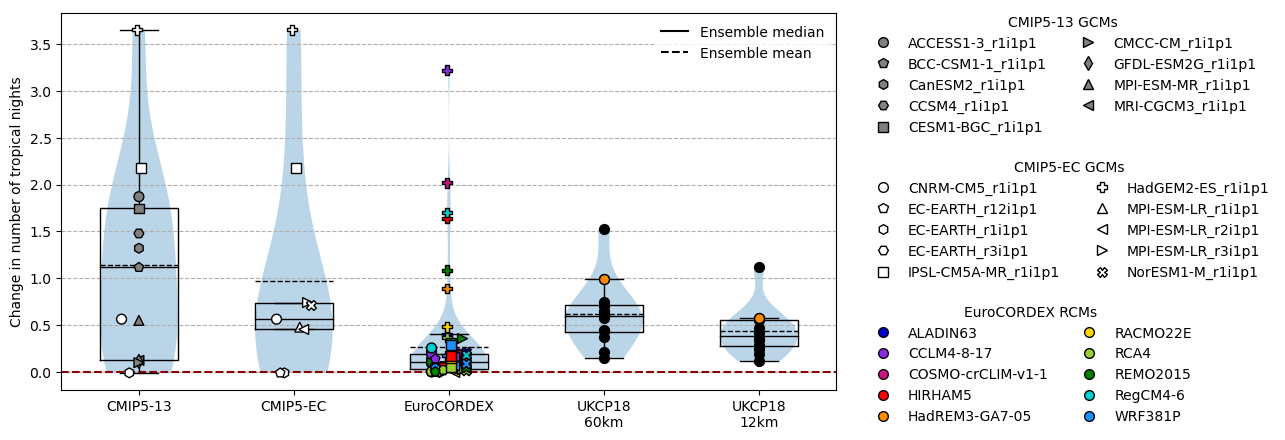 Change in number of tropical nights
3.5
3.0
2.5
2.0
1.5
1.0
0.5
0.0
Ensemble median
Ensemble mean
CMIP5-13
CMIP5-EC
EuroCORDEX
UKCP18
60km
UKCP18
12km
CMIP5-13 GCMs
ACCESS1-3_r1i1p1
BCC-CSM1-1_r1i1p1
CanESM2_r1i1p1
CCSM4_r1i1p1
CESM1-BGC_r1i1p1
CMCC-CM_r1i1p1
GFDL-ESM2G_r1i1p1
MPI-ESM-MR_r1i1p1
MRI-CGCM3_r1i1p1
CMIP5-EC GCMs
CNRM-CM5_r1i1p1
EC-EARTH_r12i1p1
EC-EARTH_r1i1p1
EC-EARTH_r3i1p1
IPSL-CM5A-MR_r1i1p1
HadGEM2-ES_r1i1p1
MPI-ESM-LR_r1i1p1
MPI-ESM-LR_r2i1p1
MPI-ESM-LR_r3i1p1
NorESM1-M_r1i1p1
EuroCORDEX RCMs
ALADIN63
CCLM4-8-17
COSMO-crCLIM-v1-1
HIRHAM5
HadREM3-GA7-05
RACMO22E
RCA4
REMO2015
RegCM4-6
WRF381P